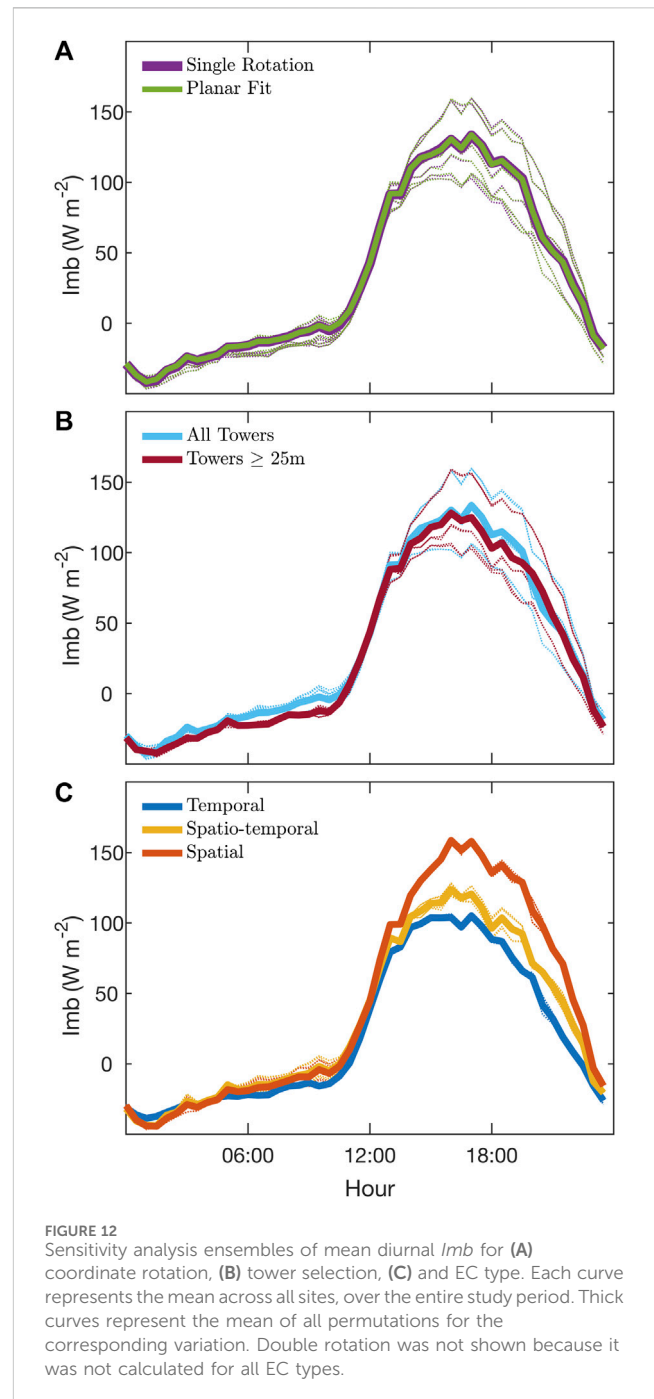 A
Single Rotation
Planar Fit
150
100
50
0
Imb (W m⁻²)
B
All Towers
Towers ≥ 25m
150
100
50
0
Imb (W m⁻²)
C
Temporal
Spatio-temporal
Spatial
150
100
50
0
Imb (W m⁻²)
06:00 12:00 18:00
Hour
FIGURE 12
Sensitivity analysis ensembles of mean diurnal Imb for (A)
coordinate rotation, (B) tower selection, (C) and EC type. Each curve
represents the mean across all sites, over the entire study period. Thick
curves represent the mean of all permutations for the
corresponding variation. Double rotation was not shown because it
was not calculated for all EC types.